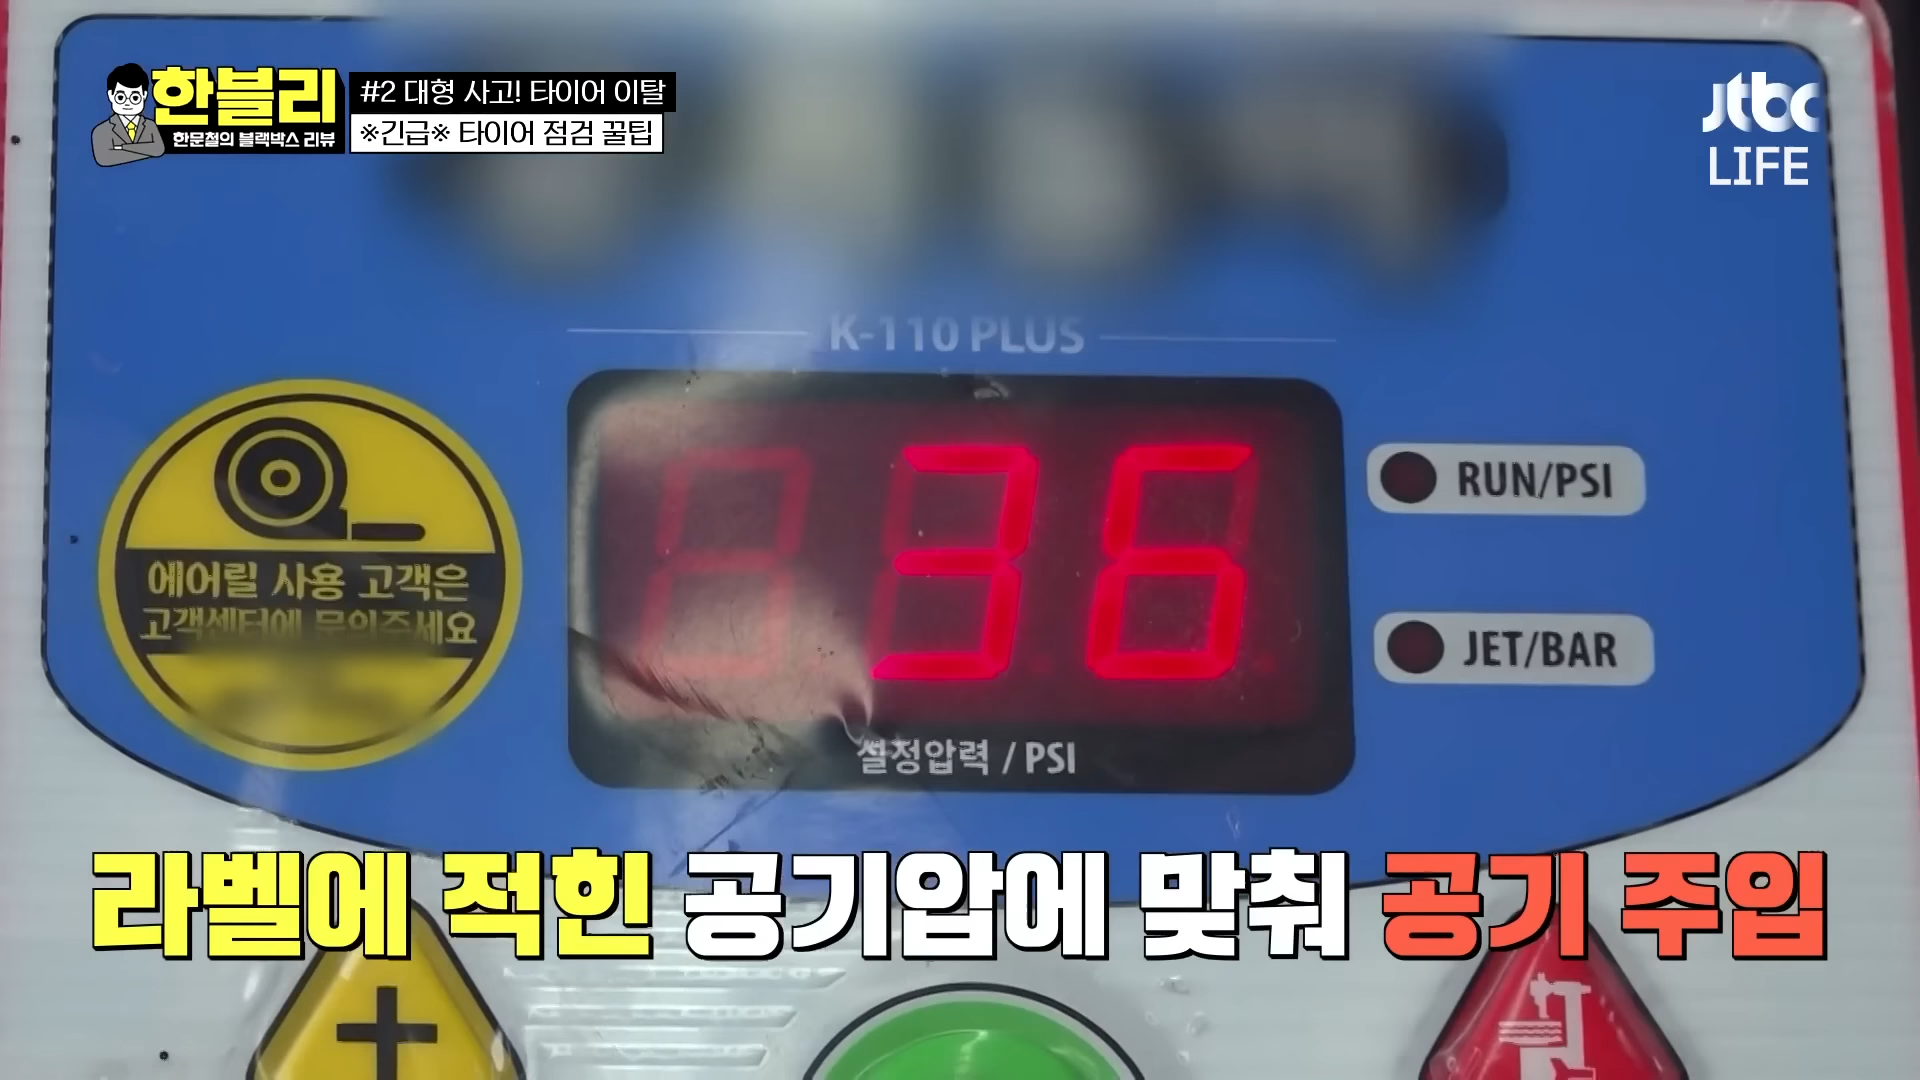 한블리
한문철의 블랙박스 리뷰
#2 대형 사고! 타이어 이탈
※긴급※ 타이어 점검 꿀팁
jtbc
LIFE
K-110 PLUS
36
RUN/PSI
JET/BAR
설정압력 / PSI
에어릴 사용 고객은
고객센터에 문의주세요
라벨에 적힌 공기압에 맞춰 공기 주입